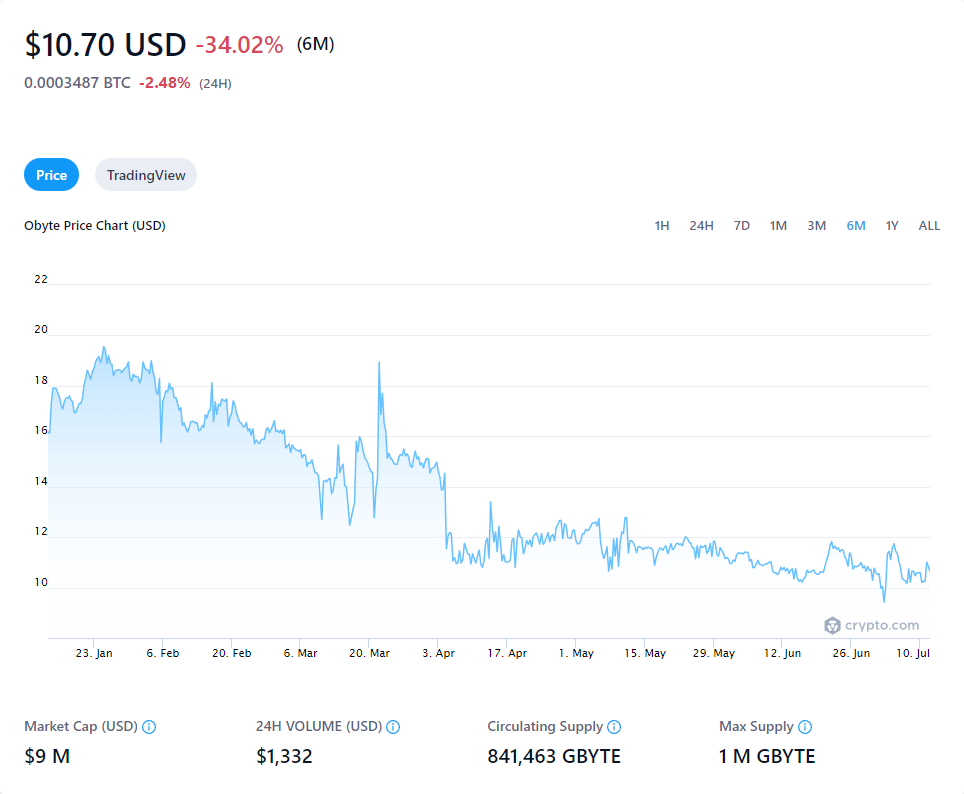 $10.70 USD -34.02% (6M)
0.0003487 BTC -2.48% (24H)
Price TradingView
Obyte Price Chart (USD) 1H 24H 7D 1M 3M 6M 1Y ALL
22
20
18
16
14
12
10
crypto.com
23. Jan 6. Feb 20. Feb 6. Mar 20. Mar 3. Apr 17. Apr 1. May 15. May 29. May 12. Jun 26. Jun 10. Jul
Market Cap (USD) 24H VOLUME (USD) Circulating Supply Max Supply
$9 M $1,332 841,463 GBYTE 1 M GBYTE